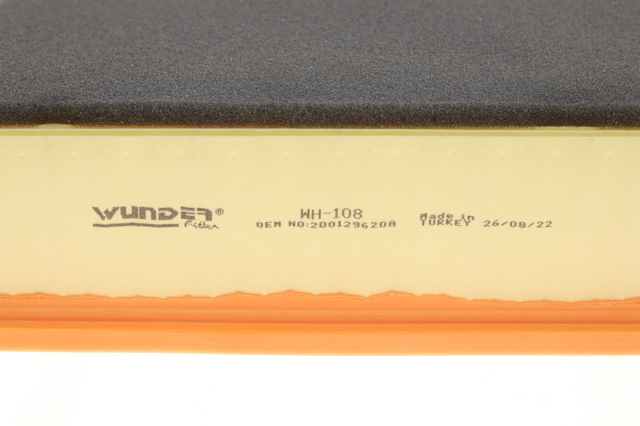 WUNDER®
Filter
WH-108
OEM NO:2D0129620A
Made in
TURKEY 26/08/22